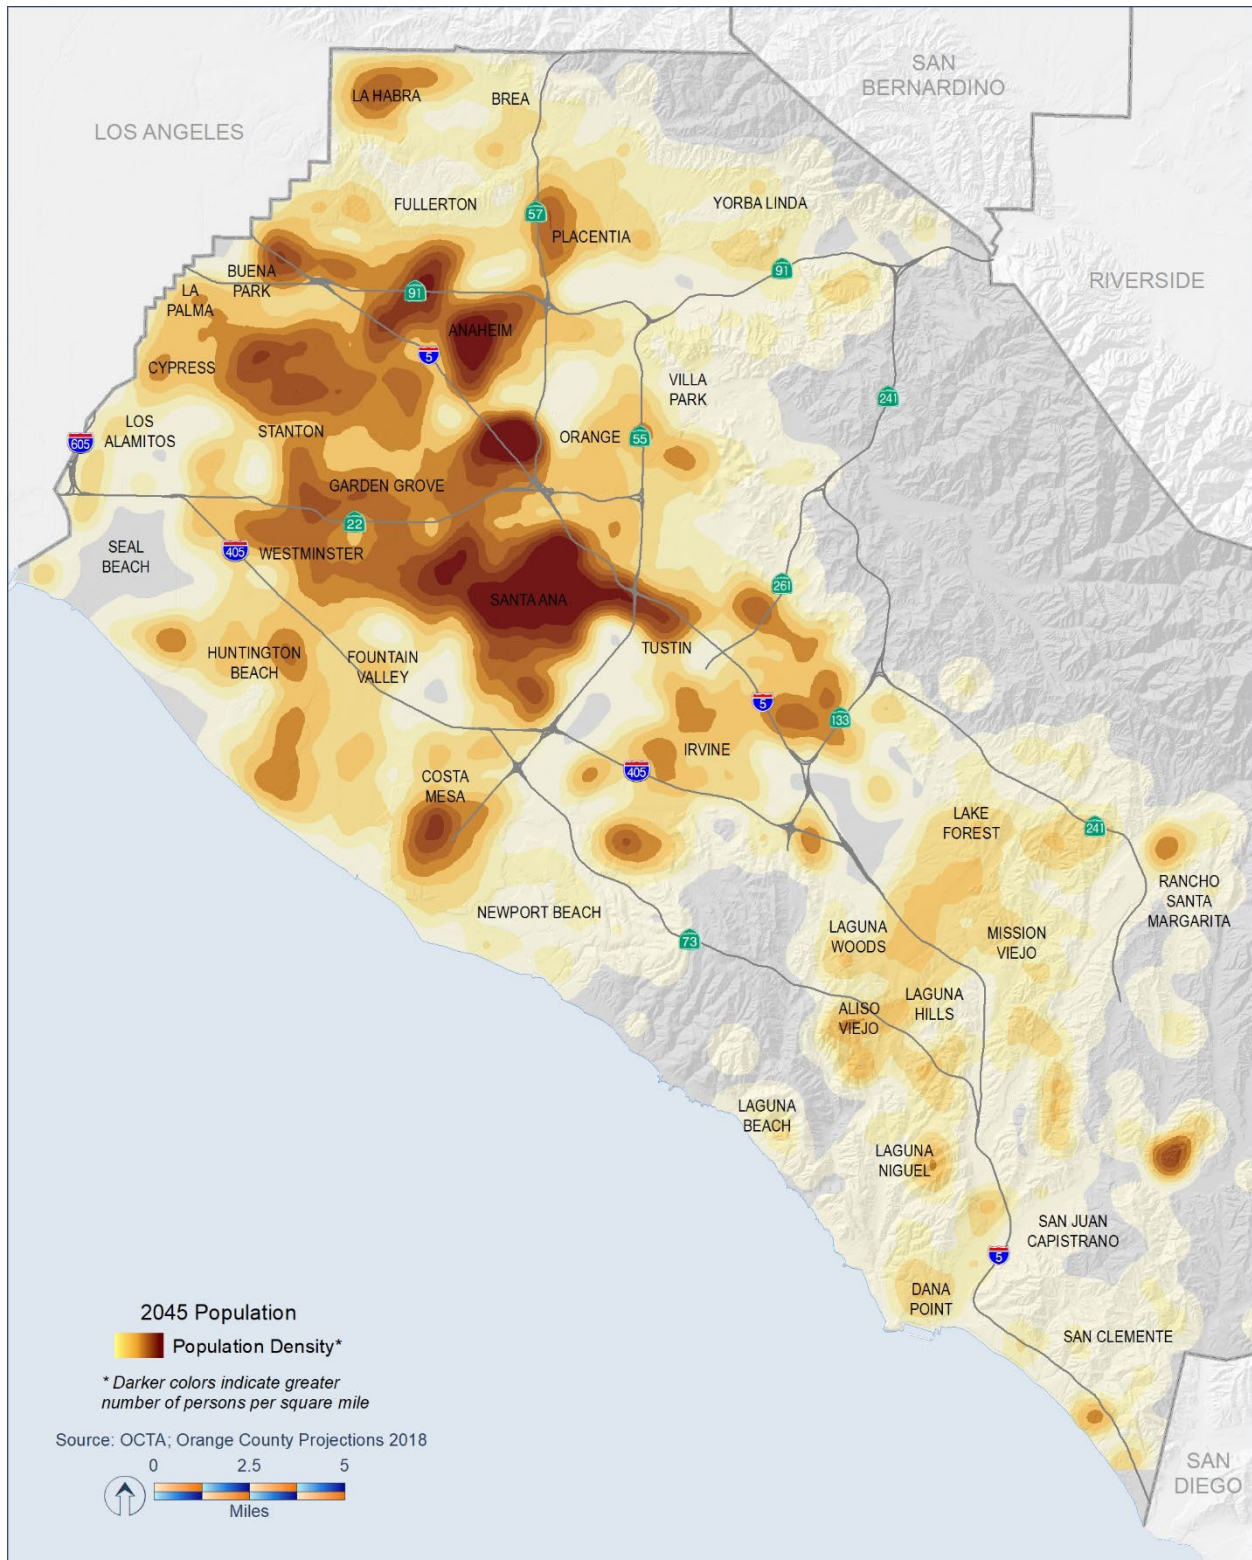 SAN
BERNARDINO
LOS ANGELES
LA HABRA
BREA
FULLERTON
57
PLACENTIA
YORBA LINDA
BUENA
PARK
91
91
RIVERSIDE
LA
PALMA
ANAHEIM
5
CYPRESS
VILLA
PARK
241
LOS
ALAMITOS
605
STANTON
ORANGE
55
GARDEN GROVE
22
SEAL
BEACH
405
WESTMINSTER
SANTA ANA
261
TUSTIN
HUNTINGTON
BEACH
FOUNTAIN
VALLEY
5
133
IRVINE
405
COSTA
MESA
LAKE
FOREST
241
RANCHO
SANTA
MARGARITA
NEWPORT BEACH
73
LAGUNA
WOODS
MISSION
VIEJO
ALISO
VIEJO
LAGUNA
HILLS
LAGUNA
BEACH
LAGUNA
NIGUEL
SAN JUAN
CAPISTRANO
5
DANA
POINT
SAN CLEMENTE
SAN
DIEGO
2045 Population
Population Density*
* Darker colors indicate greater
number of persons per square mile
Source: OCTA; Orange County Projections 2018
0 2.5 5
Miles